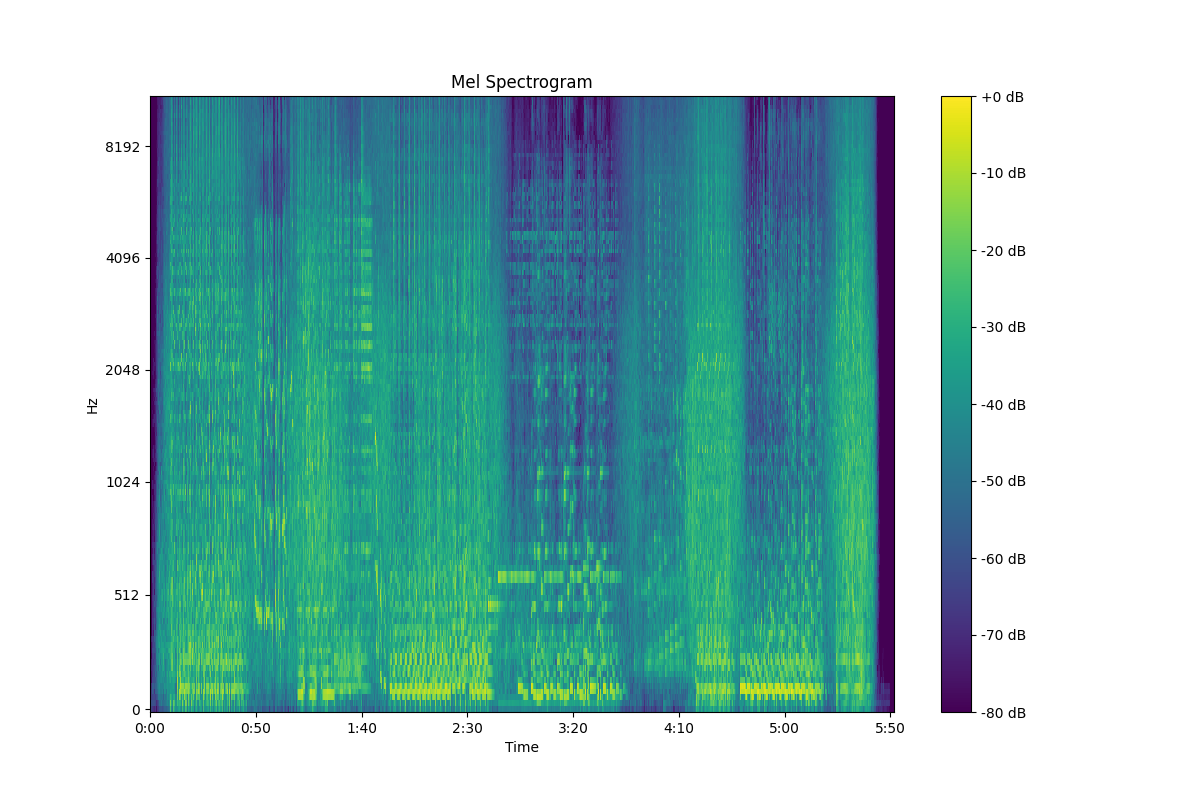 Mel Spectrogram
Hz
8192
4096
2048
1024
512
0
0:00 0:50 1:40 2:30 3:20 4:10 5:00 5:50
Time
+0 dB
-10 dB
-20 dB
-30 dB
-40 dB
-50 dB
-60 dB
-70 dB
-80 dB